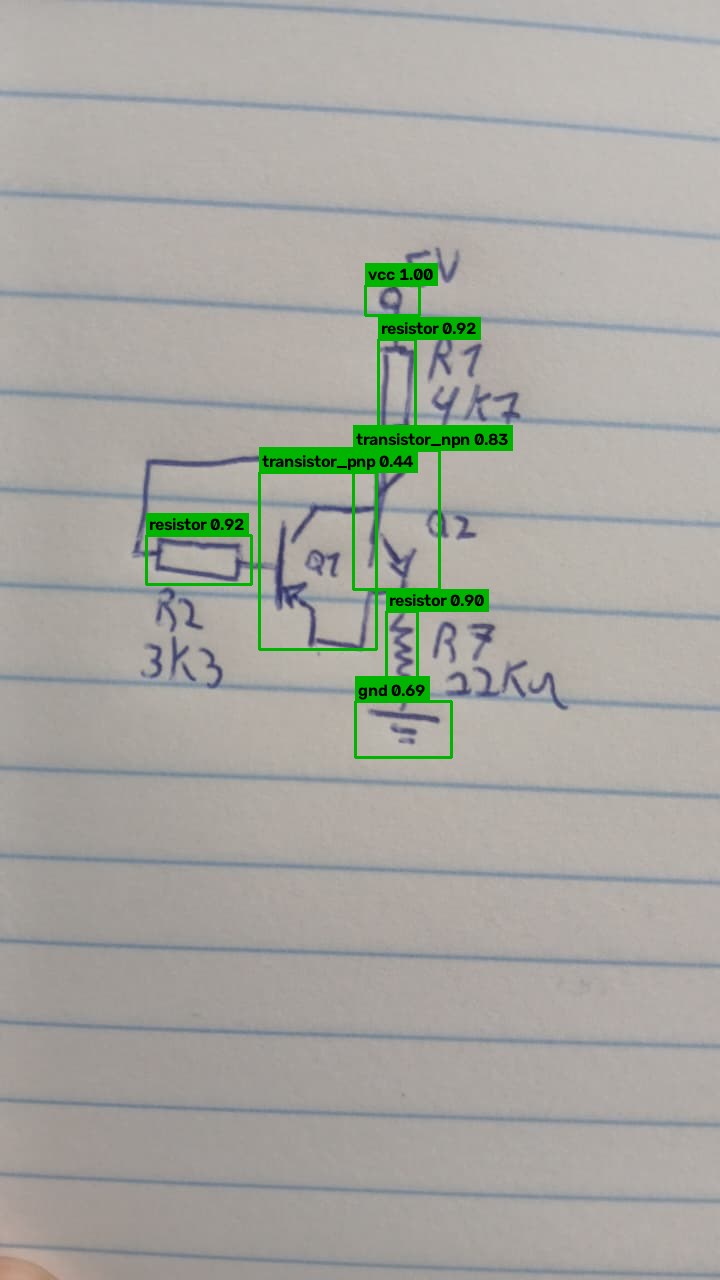 5V
vcc 1.00
resistor 0.92
R1
4K7
transistor_npn 0.83
transistor_pnp 0.44
resistor 0.92
Q1
Q2
resistor 0.90
R2
3K3
R7
gnd 0.69